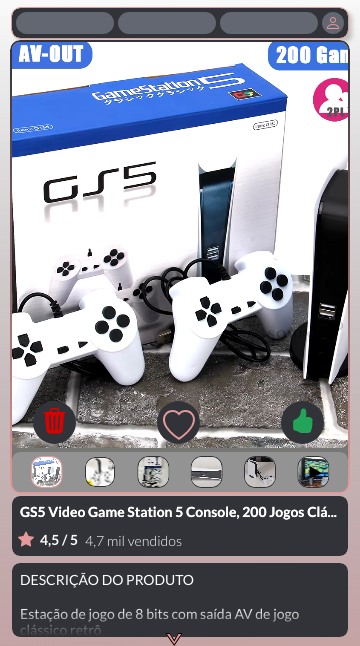 AV-OUT
200 Gam
GameStation 5
GS5
2PL
GS5 Video Game Station 5 Console, 200 Jogos Clá...
4,5 / 5 4,7 mil vendidos
DESCRIÇÃO DO PRODUTO
Estação de jogo de 8 bits com saída AV de jogo
clássico retrô